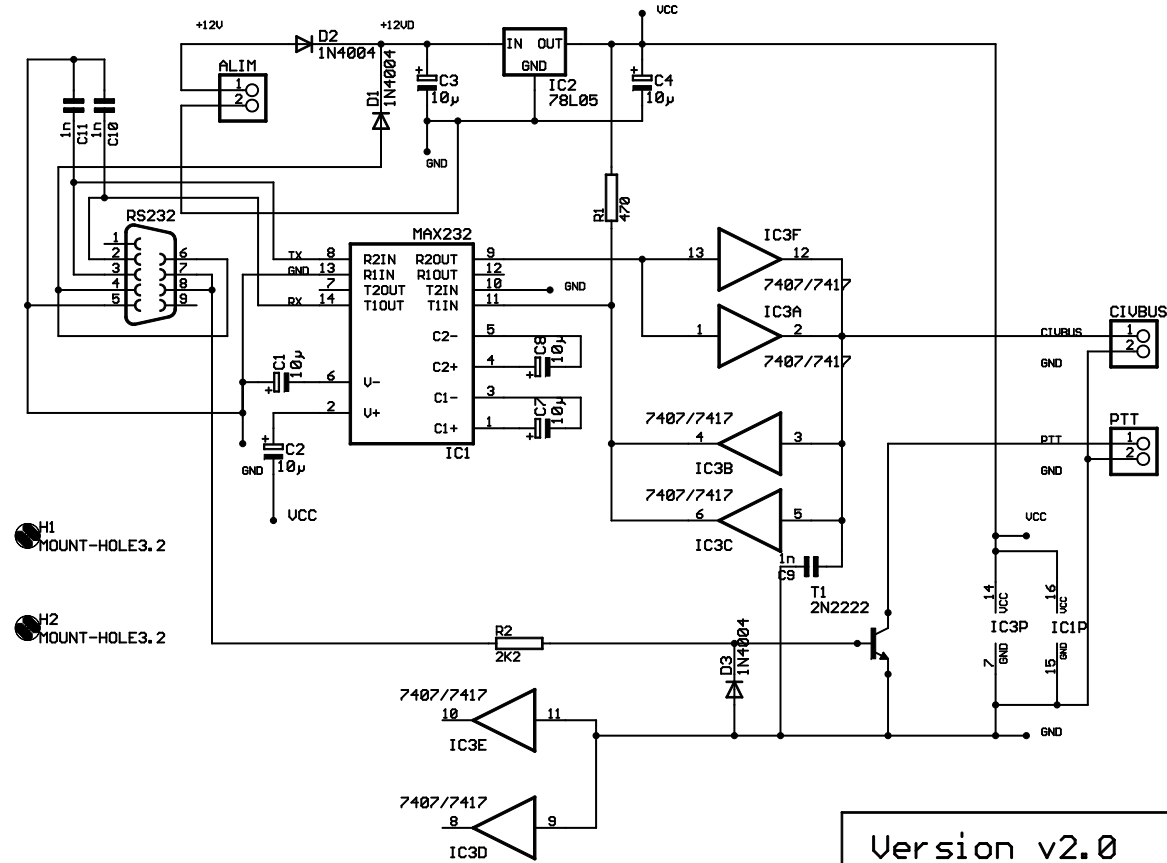 +12V
D2
1N4004
+12VD
VCC
ALIM
1
2
D1
1N4004
C3
10µ
IN OUT
GND
IC2
78L05
C4
10µ
GND
1n
C11
1n
C10
R1
470
RS232
1
2
3
4
5
6
7
8
9
MAX232
TX 8 R2IN R2OUT 9
GND 13 R1IN R1OUT 12
7 T2OUT T2IN 10 GND
RX 14 T1OUT T1IN 11
C2- 5
C2+ 4
C8
10µ
C1
10µ
6 V-
C1- 3
2 V+
C1+ 1
C7
10µ
IC1
C2
10µ
GND
VCC
IC3F
13 12
7407/7417
IC3A
1 2
7407/7417
CIVBUS
CIVBUS
1
2
GND
7407/7417
4 3
IC3B
PTT
PTT
1
2
GND
7407/7417
6 5
IC3C
1n
C9
T1
2N2222
VCC
H1
MOUNT-HOLE3.2
H2
MOUNT-HOLE3.2
14
VCC
16
VCC
IC3P
IC1P
7
GND
15
GND
R2
2K2
D3
1N4004
7407/7417
10 11
IC3E
GND
7407/7417
8 9
IC3D
Version v2.0